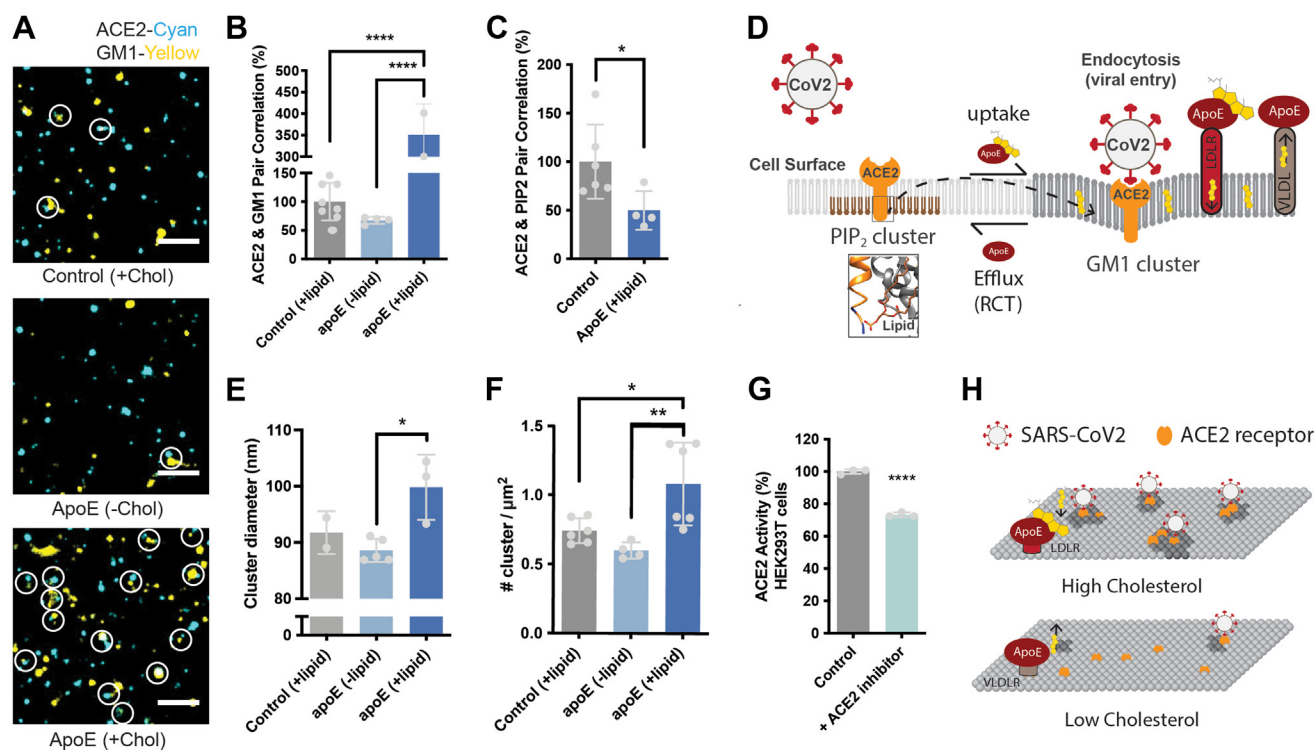 A
ACE2-Cyan
GM1-Yellow
Control (+Chol)
ApoE (-Chol)
ApoE (+Chol)
B
ACE2 & GM1 Pair Correlation (%)
500
450
400
350
300
150
100
50
0
****
****
Control (+lipid)
apoE (-lipid)
apoE (+lipid)
C
ACE2 & PIP2 Pair Correlation (%)
200
150
100
50
0
*
Control
ApoE (+lipid)
D
CoV2
Cell Surface
ACE2
PIP₂ cluster
Lipid
uptake
ApoE
ApoE
Efflux
(RCT)
Endocytosis
(viral entry)
CoV2
ACE2
GM1 cluster
ApoE
LDLR
ApoE
VLDL
E
Cluster diameter (nm)
110
100
90
80
0
*
Control (+lipid)
apoE (-lipid)
apoE (+lipid)
F
# cluster / µm²
1.5
1.0
0.5
0.0
*
**
Control (+lipid)
apoE (-lipid)
apoE (+lipid)
G
ACE2 Activity (%)
HEK293T cells
120
100
80
60
40
20
0
****
Control
+ ACE2 inhibitor
H
SARS-CoV2
ACE2 receptor
ApoE
LDLR
High Cholesterol
ApoE
VLDLR
Low Cholesterol